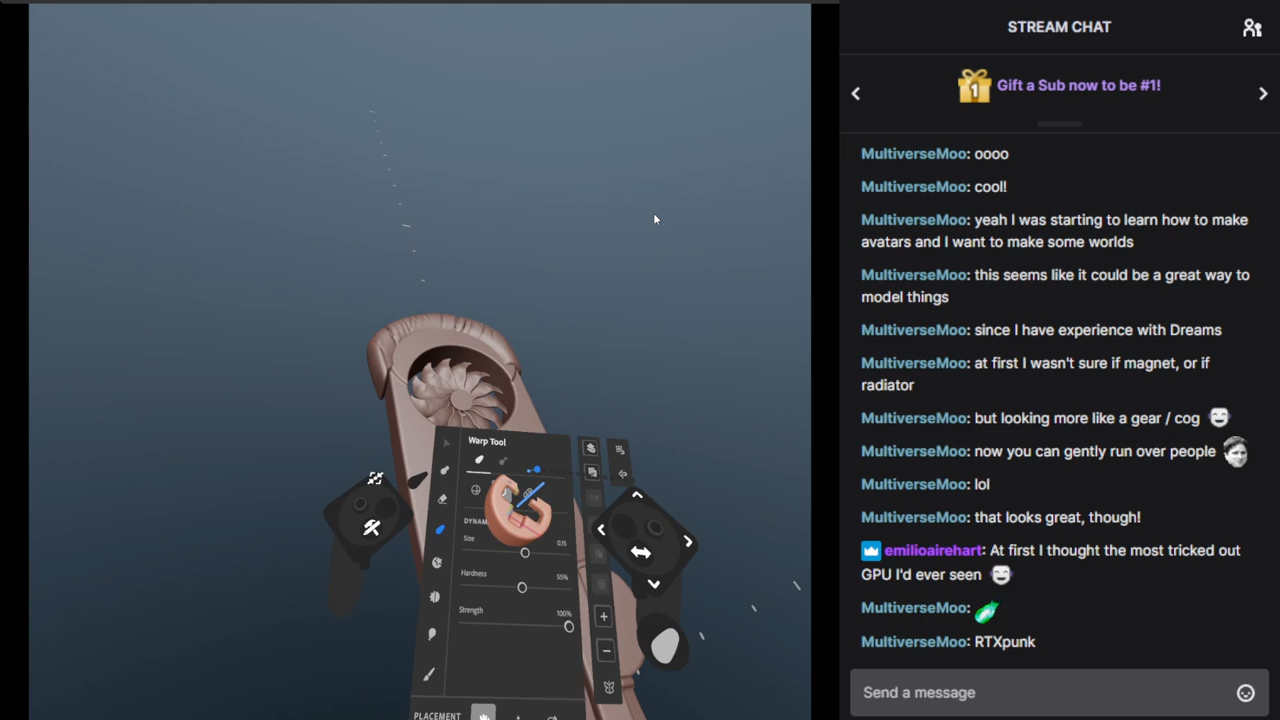 STREAM CHAT
1
Gift a Sub now to be #1!
MultiverseMoo: oooo
MultiverseMoo: cool!
MultiverseMoo: yeah I was starting to learn how to make
avatars and I want to make some worlds
MultiverseMoo: this seems like it could be a great way to
model things
MultiverseMoo: since I have experience with Dreams
MultiverseMoo: at first I wasn't sure if magnet, or if
radiator
MultiverseMoo: but looking more like a gear / cog
MultiverseMoo: now you can gently run over people
MultiverseMoo: lol
MultiverseMoo: that looks great, though!
emilioairehart: At first I thought the most tricked out
GPU I'd ever seen
MultiverseMoo:
MultiverseMoo: RTXpunk
Send a message
Warp Tool
Size 0.15
Hardness 55%
Strength 100%
PLACEMENT